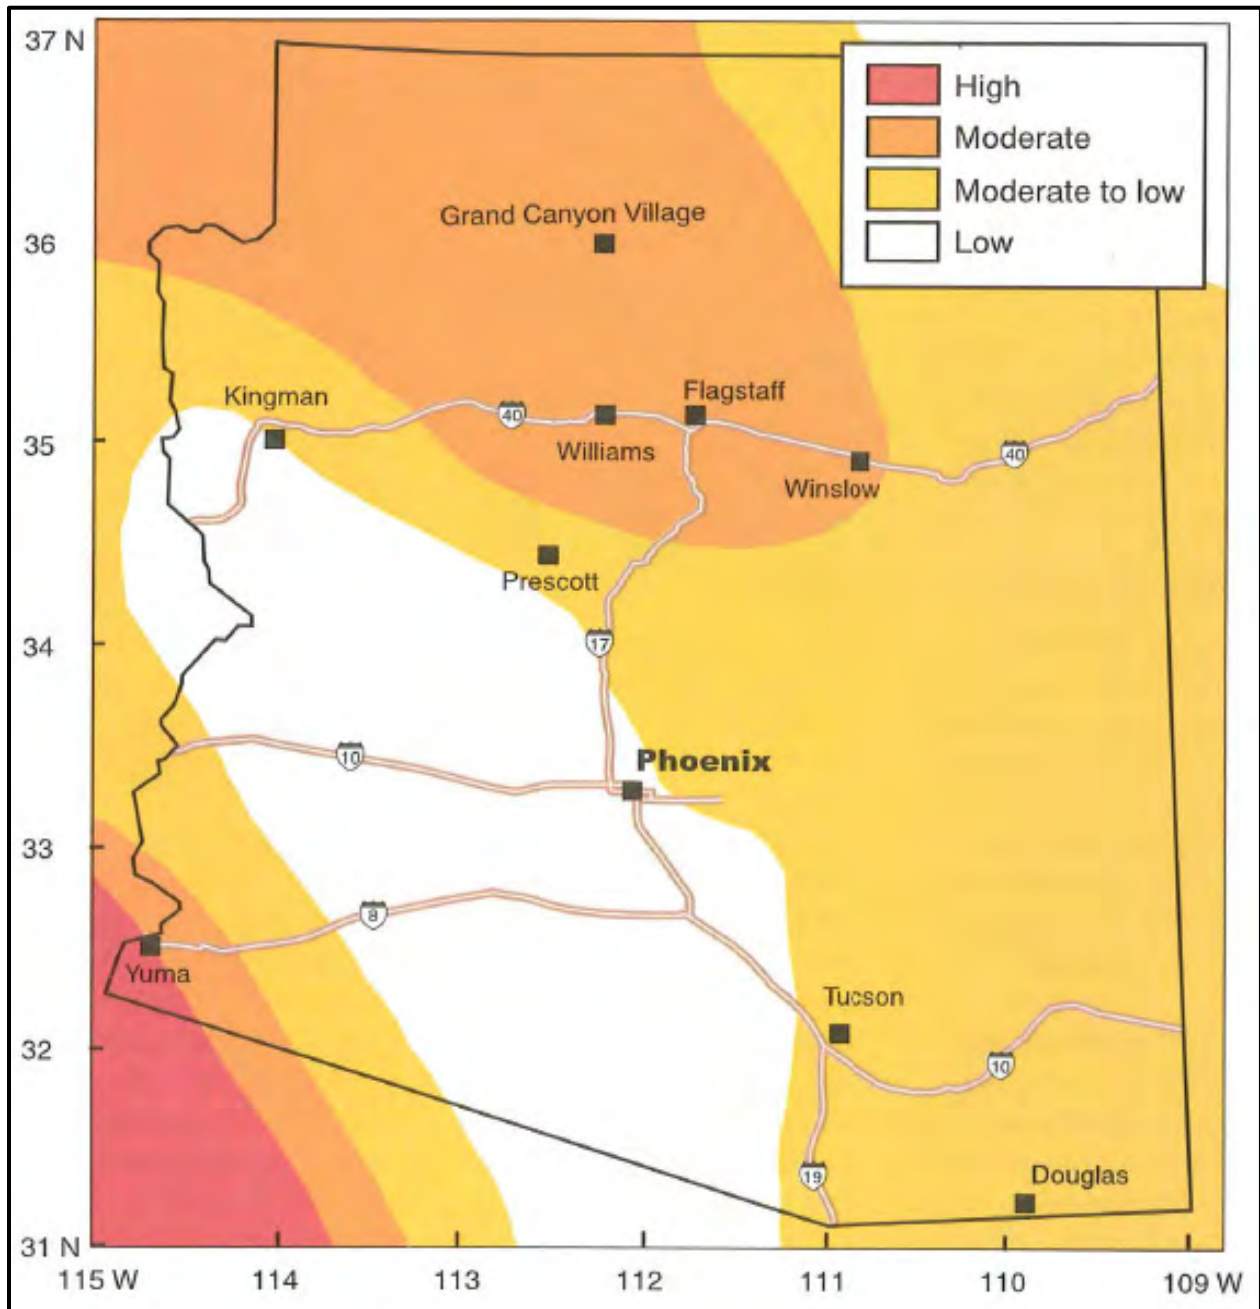 37 N
High
Moderate
Moderate to low
Low
Grand Canyon Village
36
Kingman
Flagstaff
40
Williams
35
40
Winslow
Prescott
34
17
10
Phoenix
33
8
Yuma
Tucson
32
10
19
Douglas
31 N
115 W
114
113
112
111
110
109 W